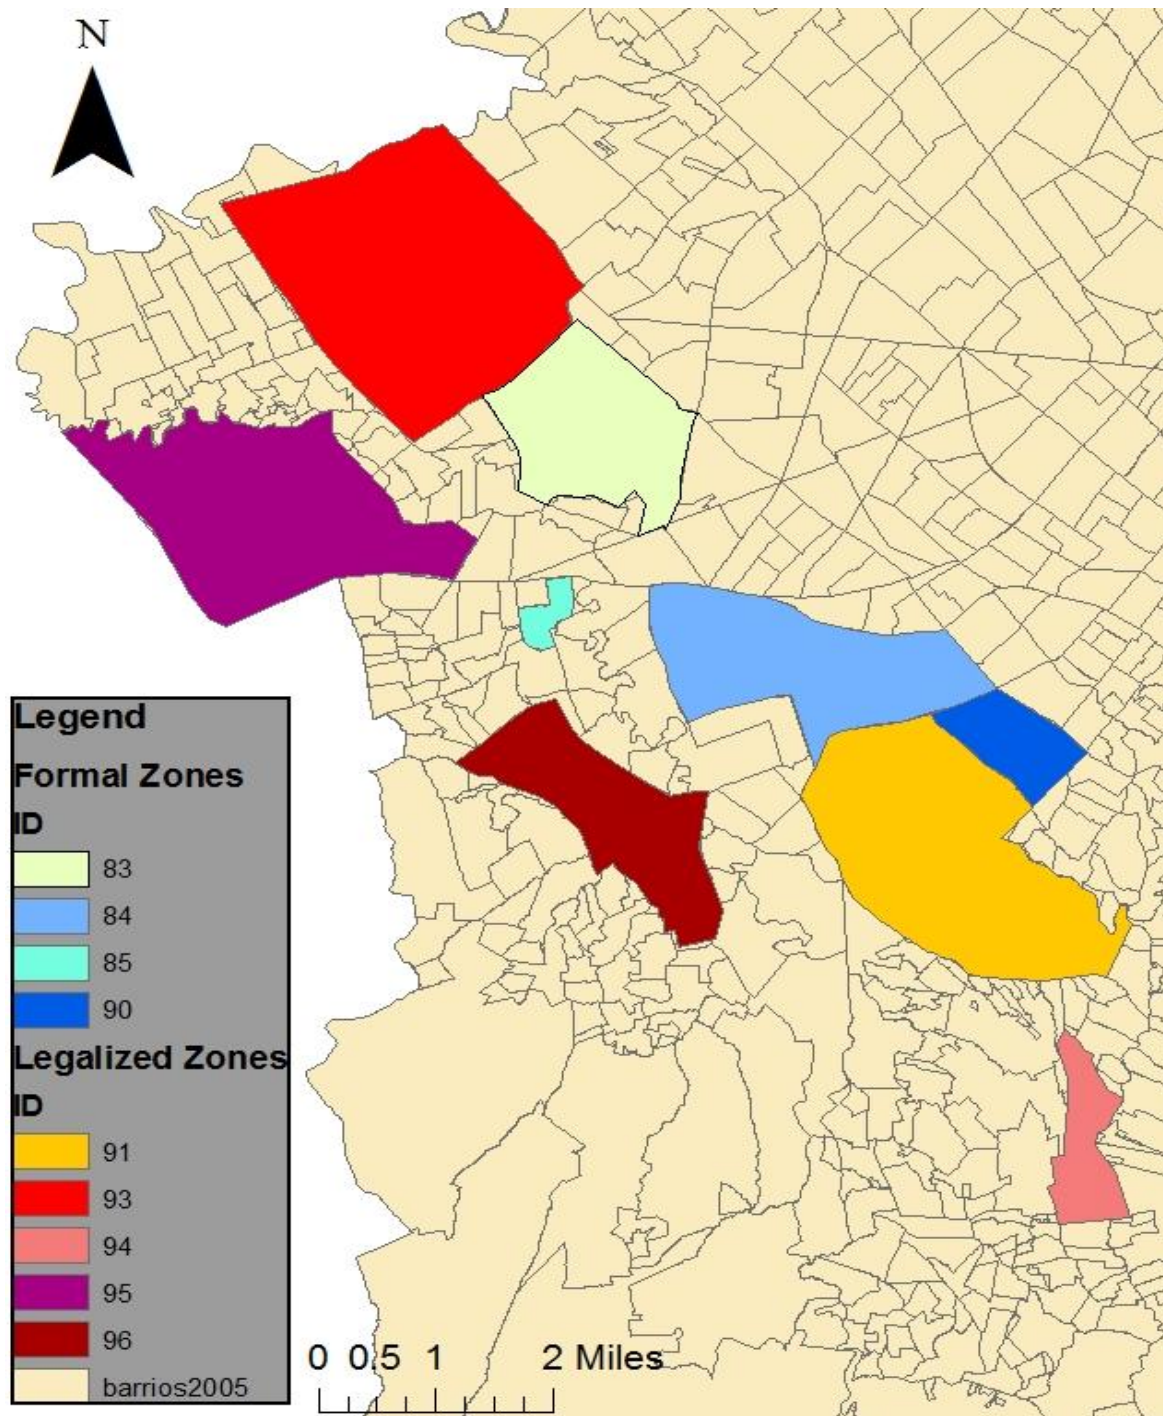 N
Legend
Formal Zones
ID
83
84
85
90
Legalized Zones
ID
91
93
94
95
96
barrios2005
0 0.5 1 2 Miles